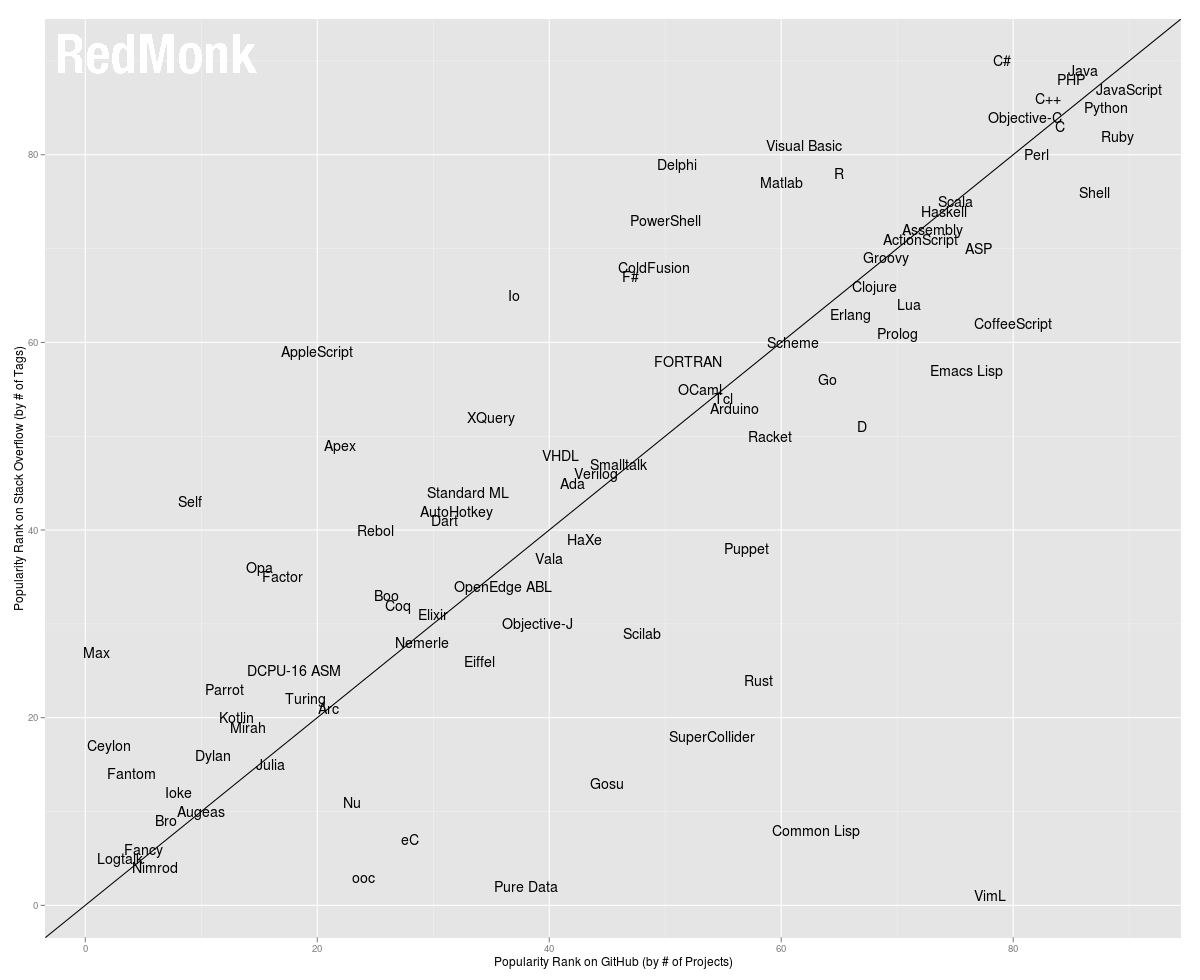 RedMonk
C#
Java
PHP
JavaScript
C++
Python
Objective-C
C
Ruby
Visual Basic
Perl
Delphi
R
Matlab
Shell
Scala
Haskell
PowerShell
Assembly
ActionScript
ASP
Groovy
ColdFusion
F#
Clojure
Io
Lua
Erlang
CoffeeScript
Prolog
Scheme
AppleScript
FORTRAN
Emacs Lisp
Go
OCaml
Tcl
Arduino
XQuery
D
Racket
Apex
VHDL
Smalltalk
Verilog
Ada
Standard ML
Self
AutoHotkey
Dart
Rebol
HaXe
Puppet
Vala
Opa
Factor
OpenEdge ABL
Boo
Coq
Elixir
Objective-J
Scilab
Nemerle
Max
Eiffel
DCPU-16 ASM
Rust
Parrot
Turing
Arc
Kotlin
Mirah
SuperCollider
Ceylon
Dylan
Julia
Fantom
Gosu
Ioke
Nu
Augeas
Bro
Common Lisp
eC
Fancy
Logtalk
Nimrod
ooc
Pure Data
VimL
80
60
40
20
0
0 20 40 60 80
Popularity Rank on GitHub (by # of Projects)
Popularity Rank on Stack Overflow (by # of Tags)